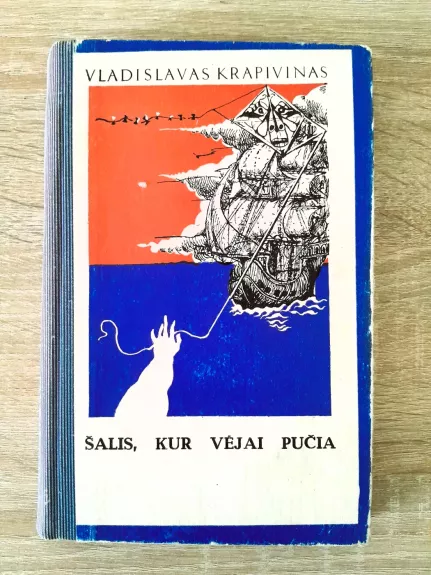 VLADISLAVAS KRAPIVINAS
ŠALIS, KUR VĖJAI PUČIA